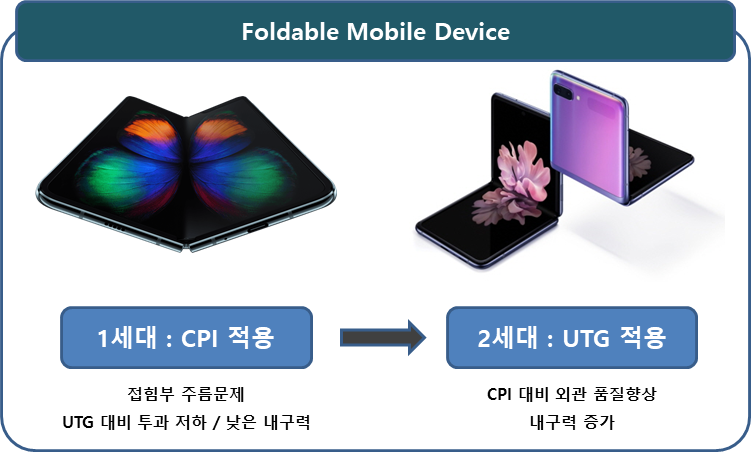 Foldable Mobile Device
1세대 : CPI 적용
2세대 : UTG 적용
접힘부 주름문제
UTG 대비 투과 저하 / 낮은 내구력
CPI 대비 외관 품질향상
내구력 증가